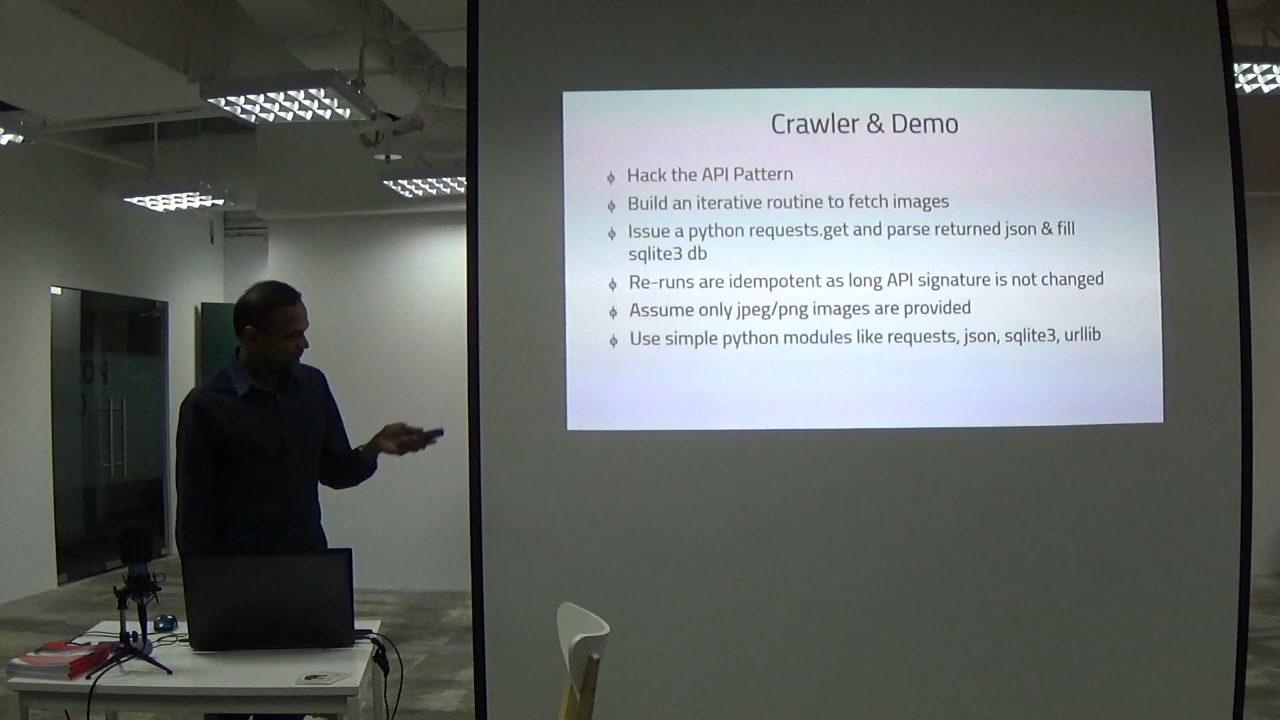 Crawler & Demo
Hack the API Pattern
Build an iterative routine to fetch images
Issue a python requests.get and parse returned json & fill
sqlite3 db
Re-runs are idempotent as long API signature is not changed
Assume only jpeg/png images are provided
Use simple python modules like requests, json, sqlite3, urllib